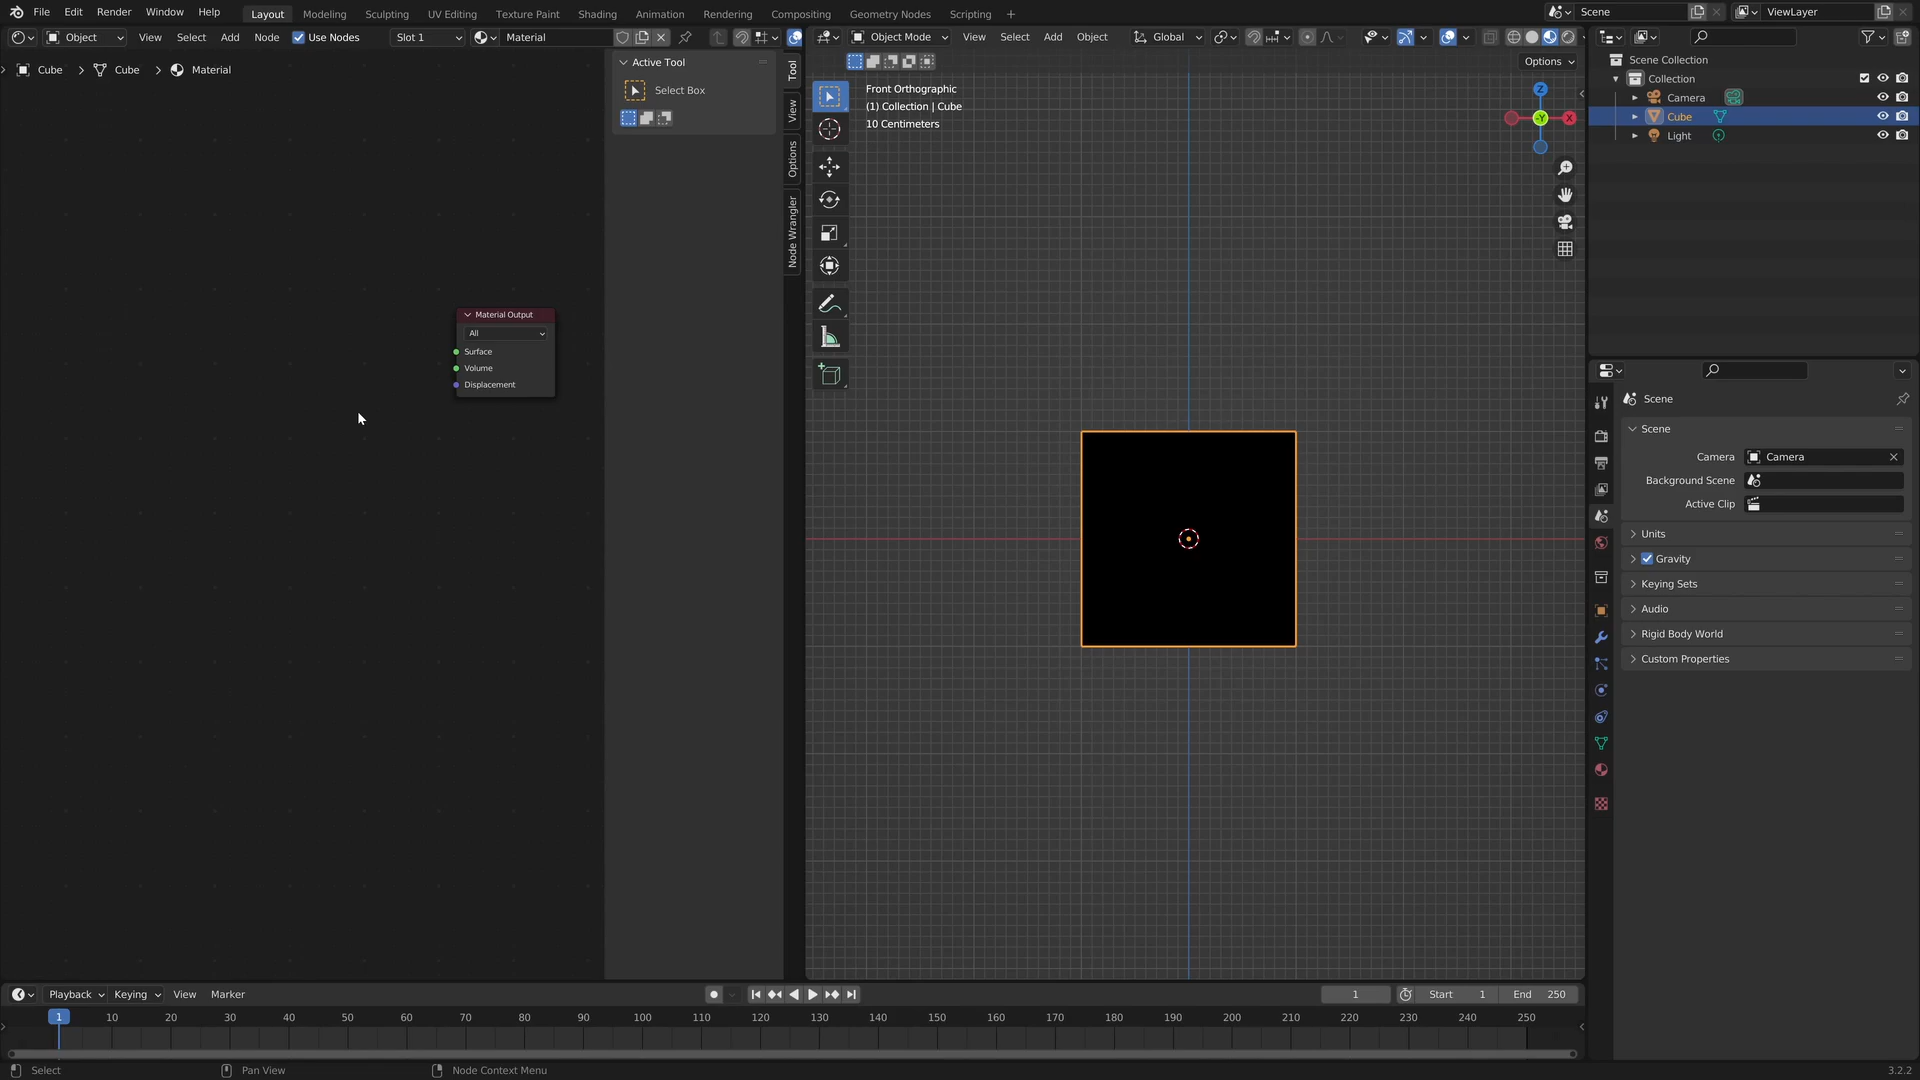 File Edit Render Window Help Layout Modeling Sculpting UV Editing Texture Paint Shading Animation Rendering Compositing Geometry Nodes Scripting + Scene ViewLayer
Object View Select Add Node Use Nodes Slot 1 Material Object Mode View Select Add Object Global
Cube > Cube > Material
Active Tool
Select Box
Tool
View
Options
Node Wrangler
Options
Front Orthographic
(1) Collection | Cube
10 Centimeters
Z
-Y
X
Scene Collection
Collection
Camera
Cube
Light
Material Output
All
Surface
Volume
Displacement
Scene
Scene
Camera Camera
Background Scene
Active Clip
Units
Gravity
Keying Sets
Audio
Rigid Body World
Custom Properties
Playback Keying View Marker 1 Start 1 End 250
1 10 20 30 40 50 60 70 80 90 100 110 120 130 140 150 160 170 180 190 200 210 220 230 240 250
Select Pan View Node Context Menu 3.2.2